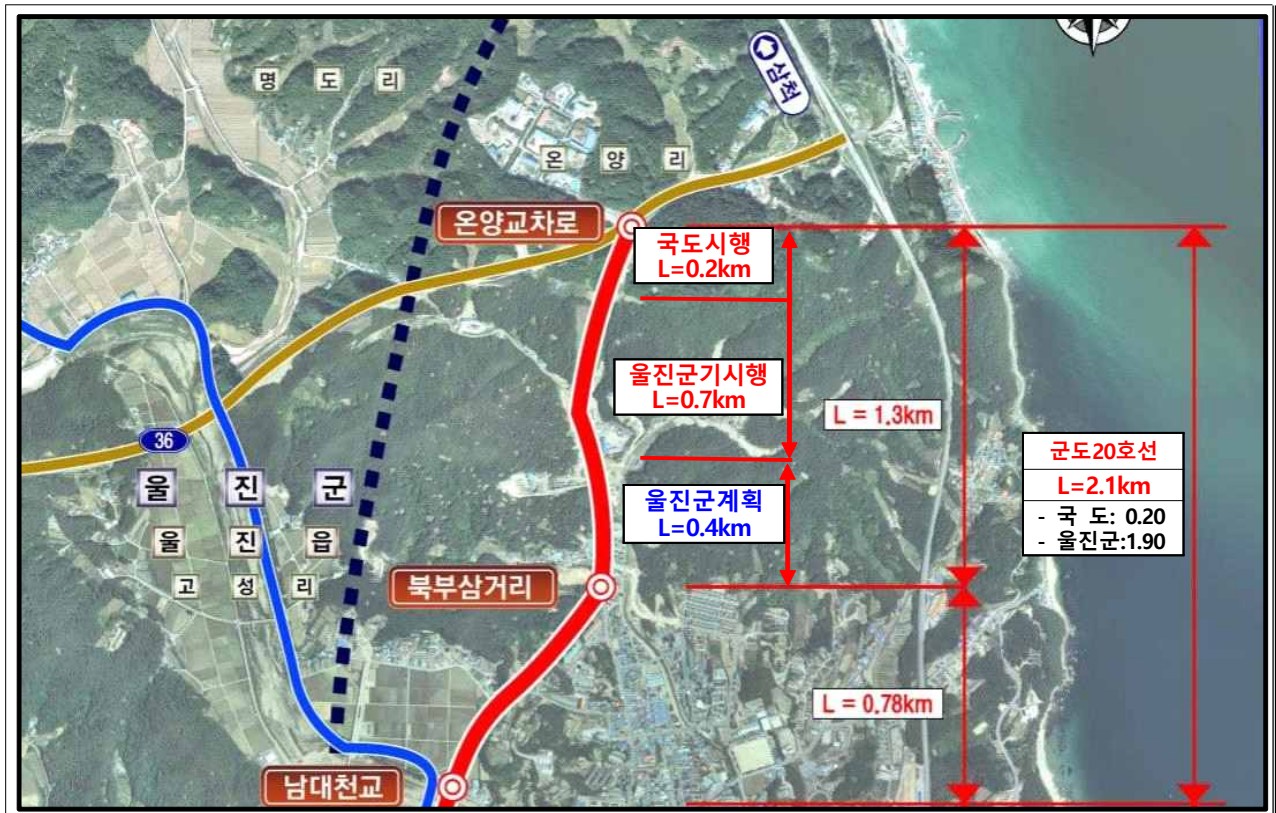 명 도 리
삼척
온 양 리
온양교차로
국도시행
L=0.2km
울진군기시행
L=0.7km
L = 1.3km
36
군도20호선
L=2.1km
- 국 도: 0.20
- 울진군:1.90
울 진 군
울진군계획
L=0.4km
울 진 읍
고 성 리
북부삼거리
L = 0.78km
남대천교